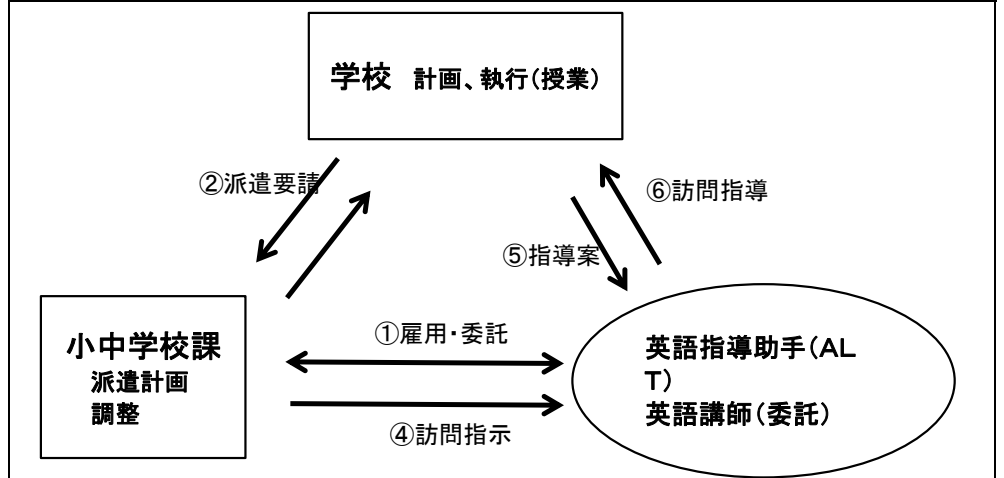 学校 計画、執行(授業)
②派遣要請
⑥訪問指導
⑤指導案
小中学校課
派遣計画
調整
①雇用・委託
④訪問指示
英語指導助手(AL
T)
英語講師(委託)